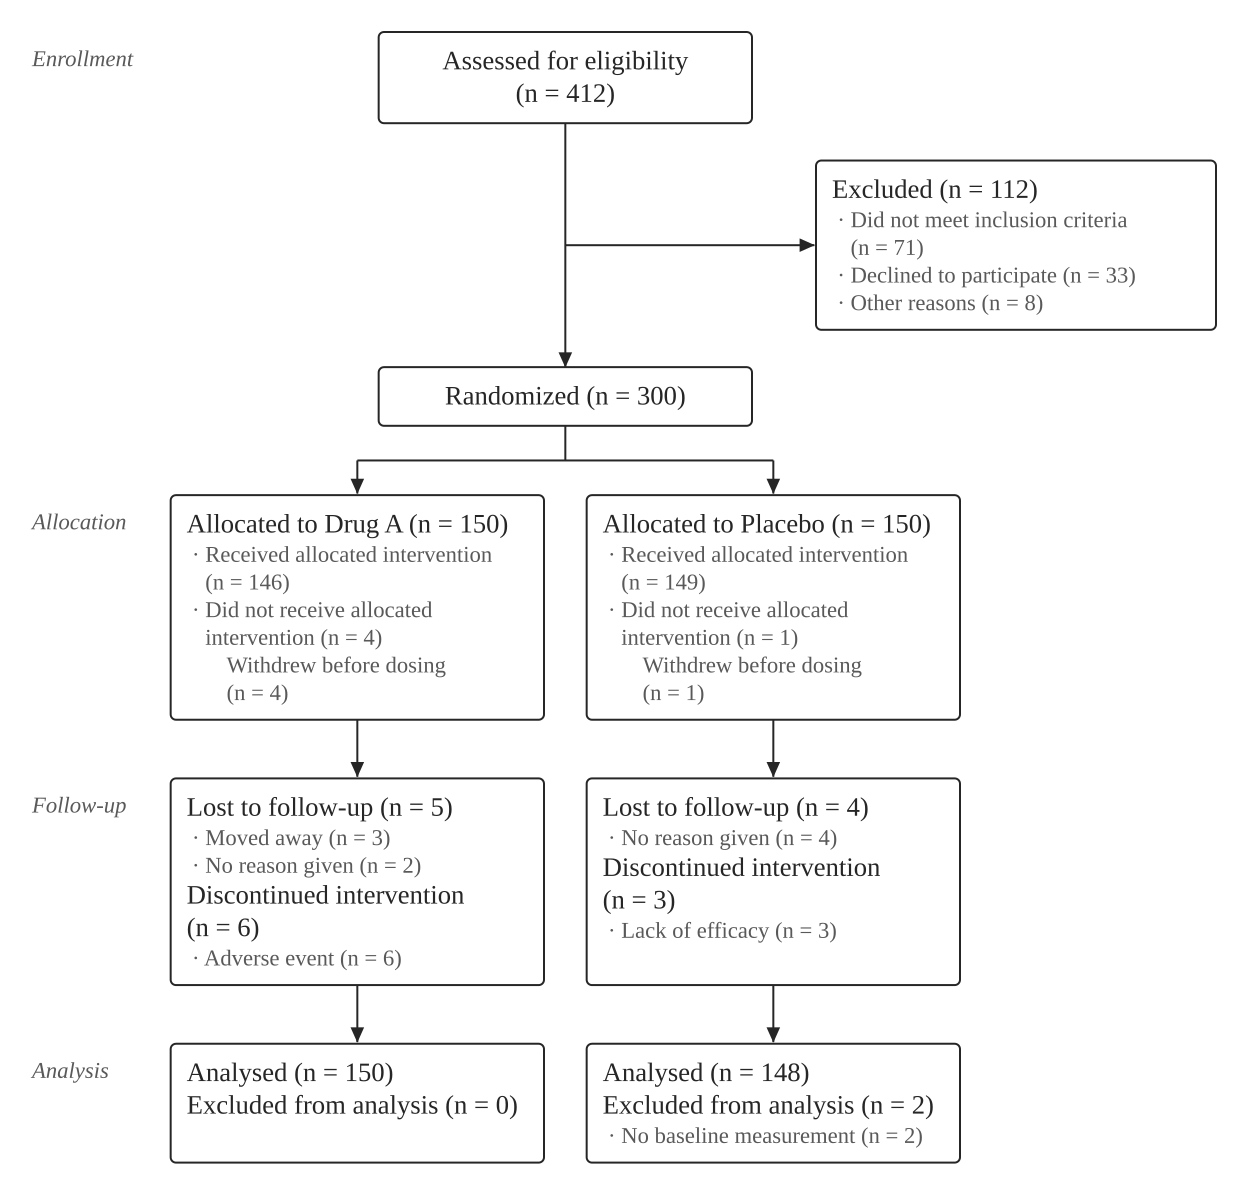 Enrollment
Assessed for eligibility
(n = 412)
Excluded (n = 112)
· Did not meet inclusion criteria
(n = 71)
· Declined to participate (n = 33)
· Other reasons (n = 8)
Randomized (n = 300)
Allocation
Allocated to Drug A (n = 150)
· Received allocated intervention
(n = 146)
· Did not receive allocated
intervention (n = 4)
Withdrew before dosing
(n = 4)
Allocated to Placebo (n = 150)
· Received allocated intervention
(n = 149)
· Did not receive allocated
intervention (n = 1)
Withdrew before dosing
(n = 1)
Follow-up
Lost to follow-up (n = 5)
· Moved away (n = 3)
· No reason given (n = 2)
Discontinued intervention
(n = 6)
· Adverse event (n = 6)
Lost to follow-up (n = 4)
· No reason given (n = 4)
Discontinued intervention
(n = 3)
· Lack of efficacy (n = 3)
Analysis
Analysed (n = 150)
Excluded from analysis (n = 0)
Analysed (n = 148)
Excluded from analysis (n = 2)
· No baseline measurement (n = 2)